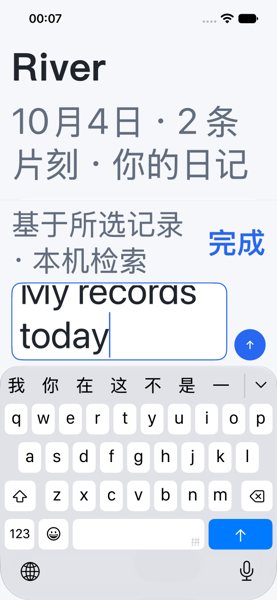 00:07
River
10月4日 · 2 条
片刻 · 你的日记
基于所选记录
· 本机检索
完成
My records
today
我 你 在 这 不 是 一
q w e r t y u i o p
a s d f g h j k l
z x c v b n m
123
拼